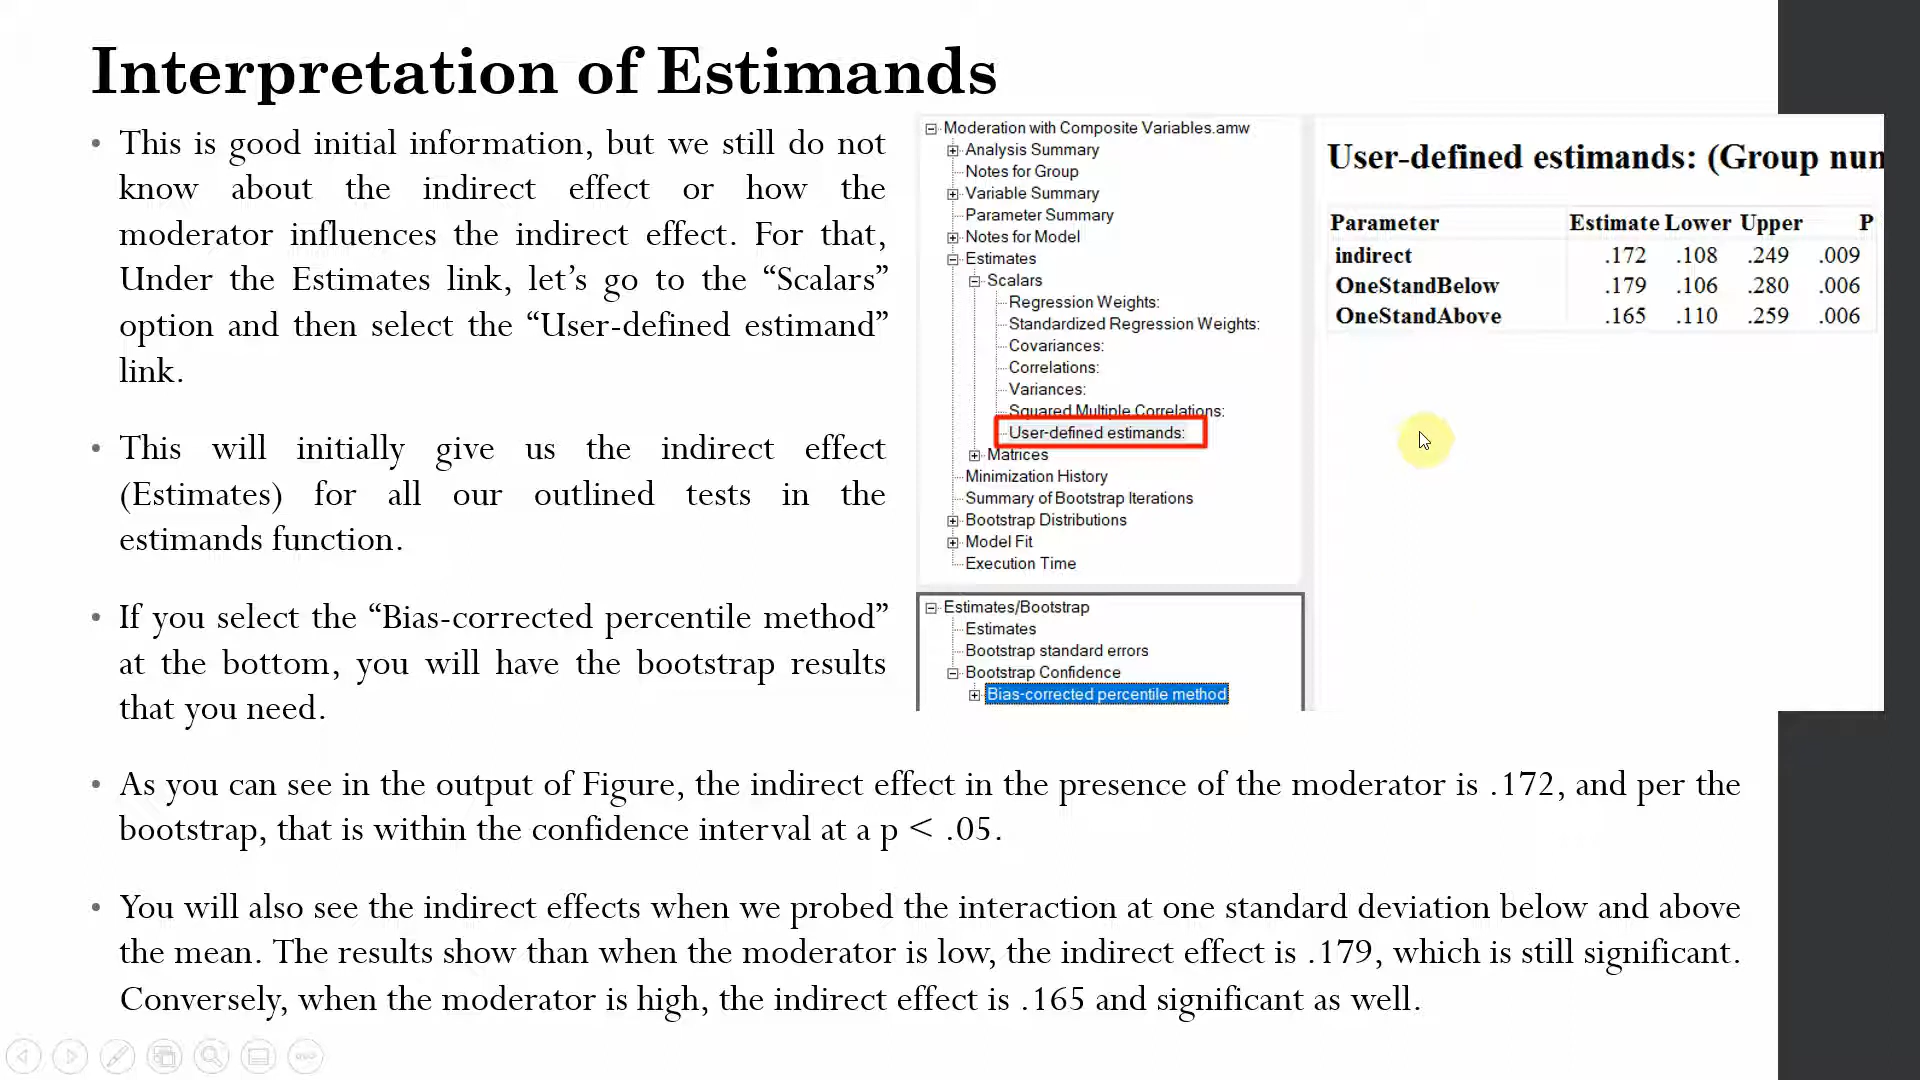 Interpretation of Estimands
• This is good initial information, but we still do not
know about the indirect effect or how the
moderator influences the indirect effect. For that,
Under the Estimates link, let’s go to the “Scalars”
option and then select the “User-defined estimand”
link.
• This will initially give us the indirect effect
(Estimates) for all our outlined tests in the
estimands function.
• If you select the “Bias-corrected percentile method”
at the bottom, you will have the bootstrap results
that you need.
Moderation with Composite Variables.amw
Analysis Summary
Notes for Group
Variable Summary
Parameter Summary
Notes for Model
Estimates
Scalars
Regression Weights:
Standardized Regression Weights:
Covariances:
Correlations:
Variances:
Squared Multiple Correlations:
User-defined estimands:
Matrices
Minimization History
Summary of Bootstrap Iterations
Bootstrap Distributions
Model Fit
Execution Time
Estimates/Bootstrap
Estimates
Bootstrap standard errors
Bootstrap Confidence
Bias-corrected percentile method
User-defined estimands: (Group num
Parameter Estimate Lower Upper P
indirect .172 .108 .249 .009
OneStandBelow .179 .106 .280 .006
OneStandAbove .165 .110 .259 .006
• As you can see in the output of Figure, the indirect effect in the presence of the moderator is .172, and per the
bootstrap, that is within the confidence interval at a p < .05.
• You will also see the indirect effects when we probed the interaction at one standard deviation below and above
the mean. The results show than when the moderator is low, the indirect effect is .179, which is still significant.
Conversely, when the moderator is high, the indirect effect is .165 and significant as well.